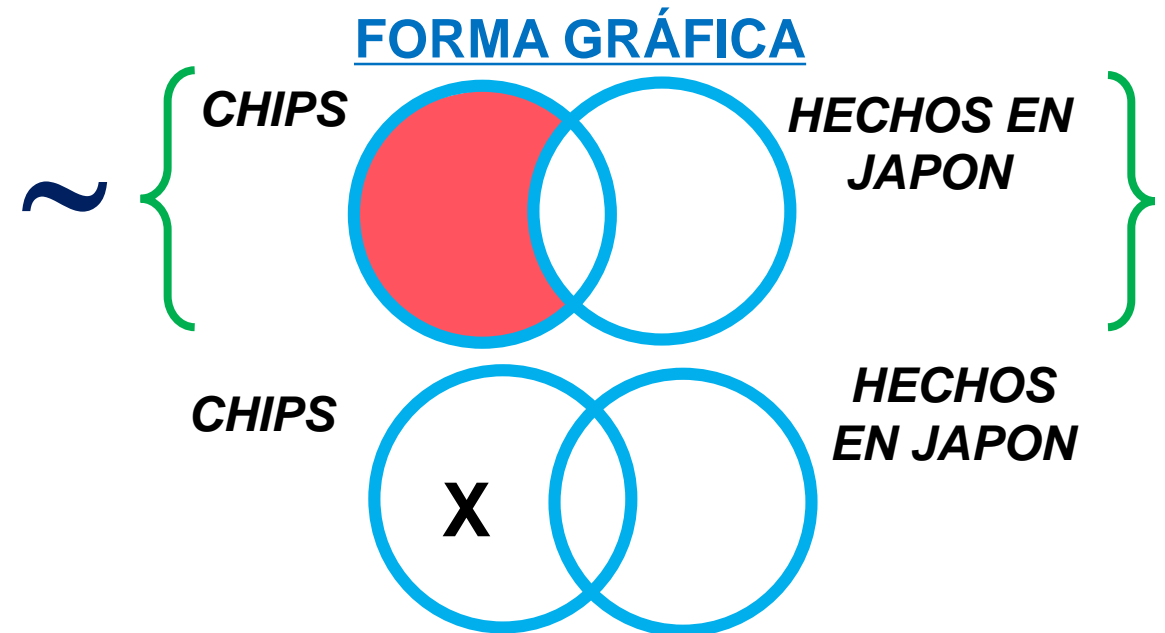 FORMA GRÁFICA
CHIPS
HECHOS EN
JAPON
~
CHIPS
HECHOS
EN JAPON
X